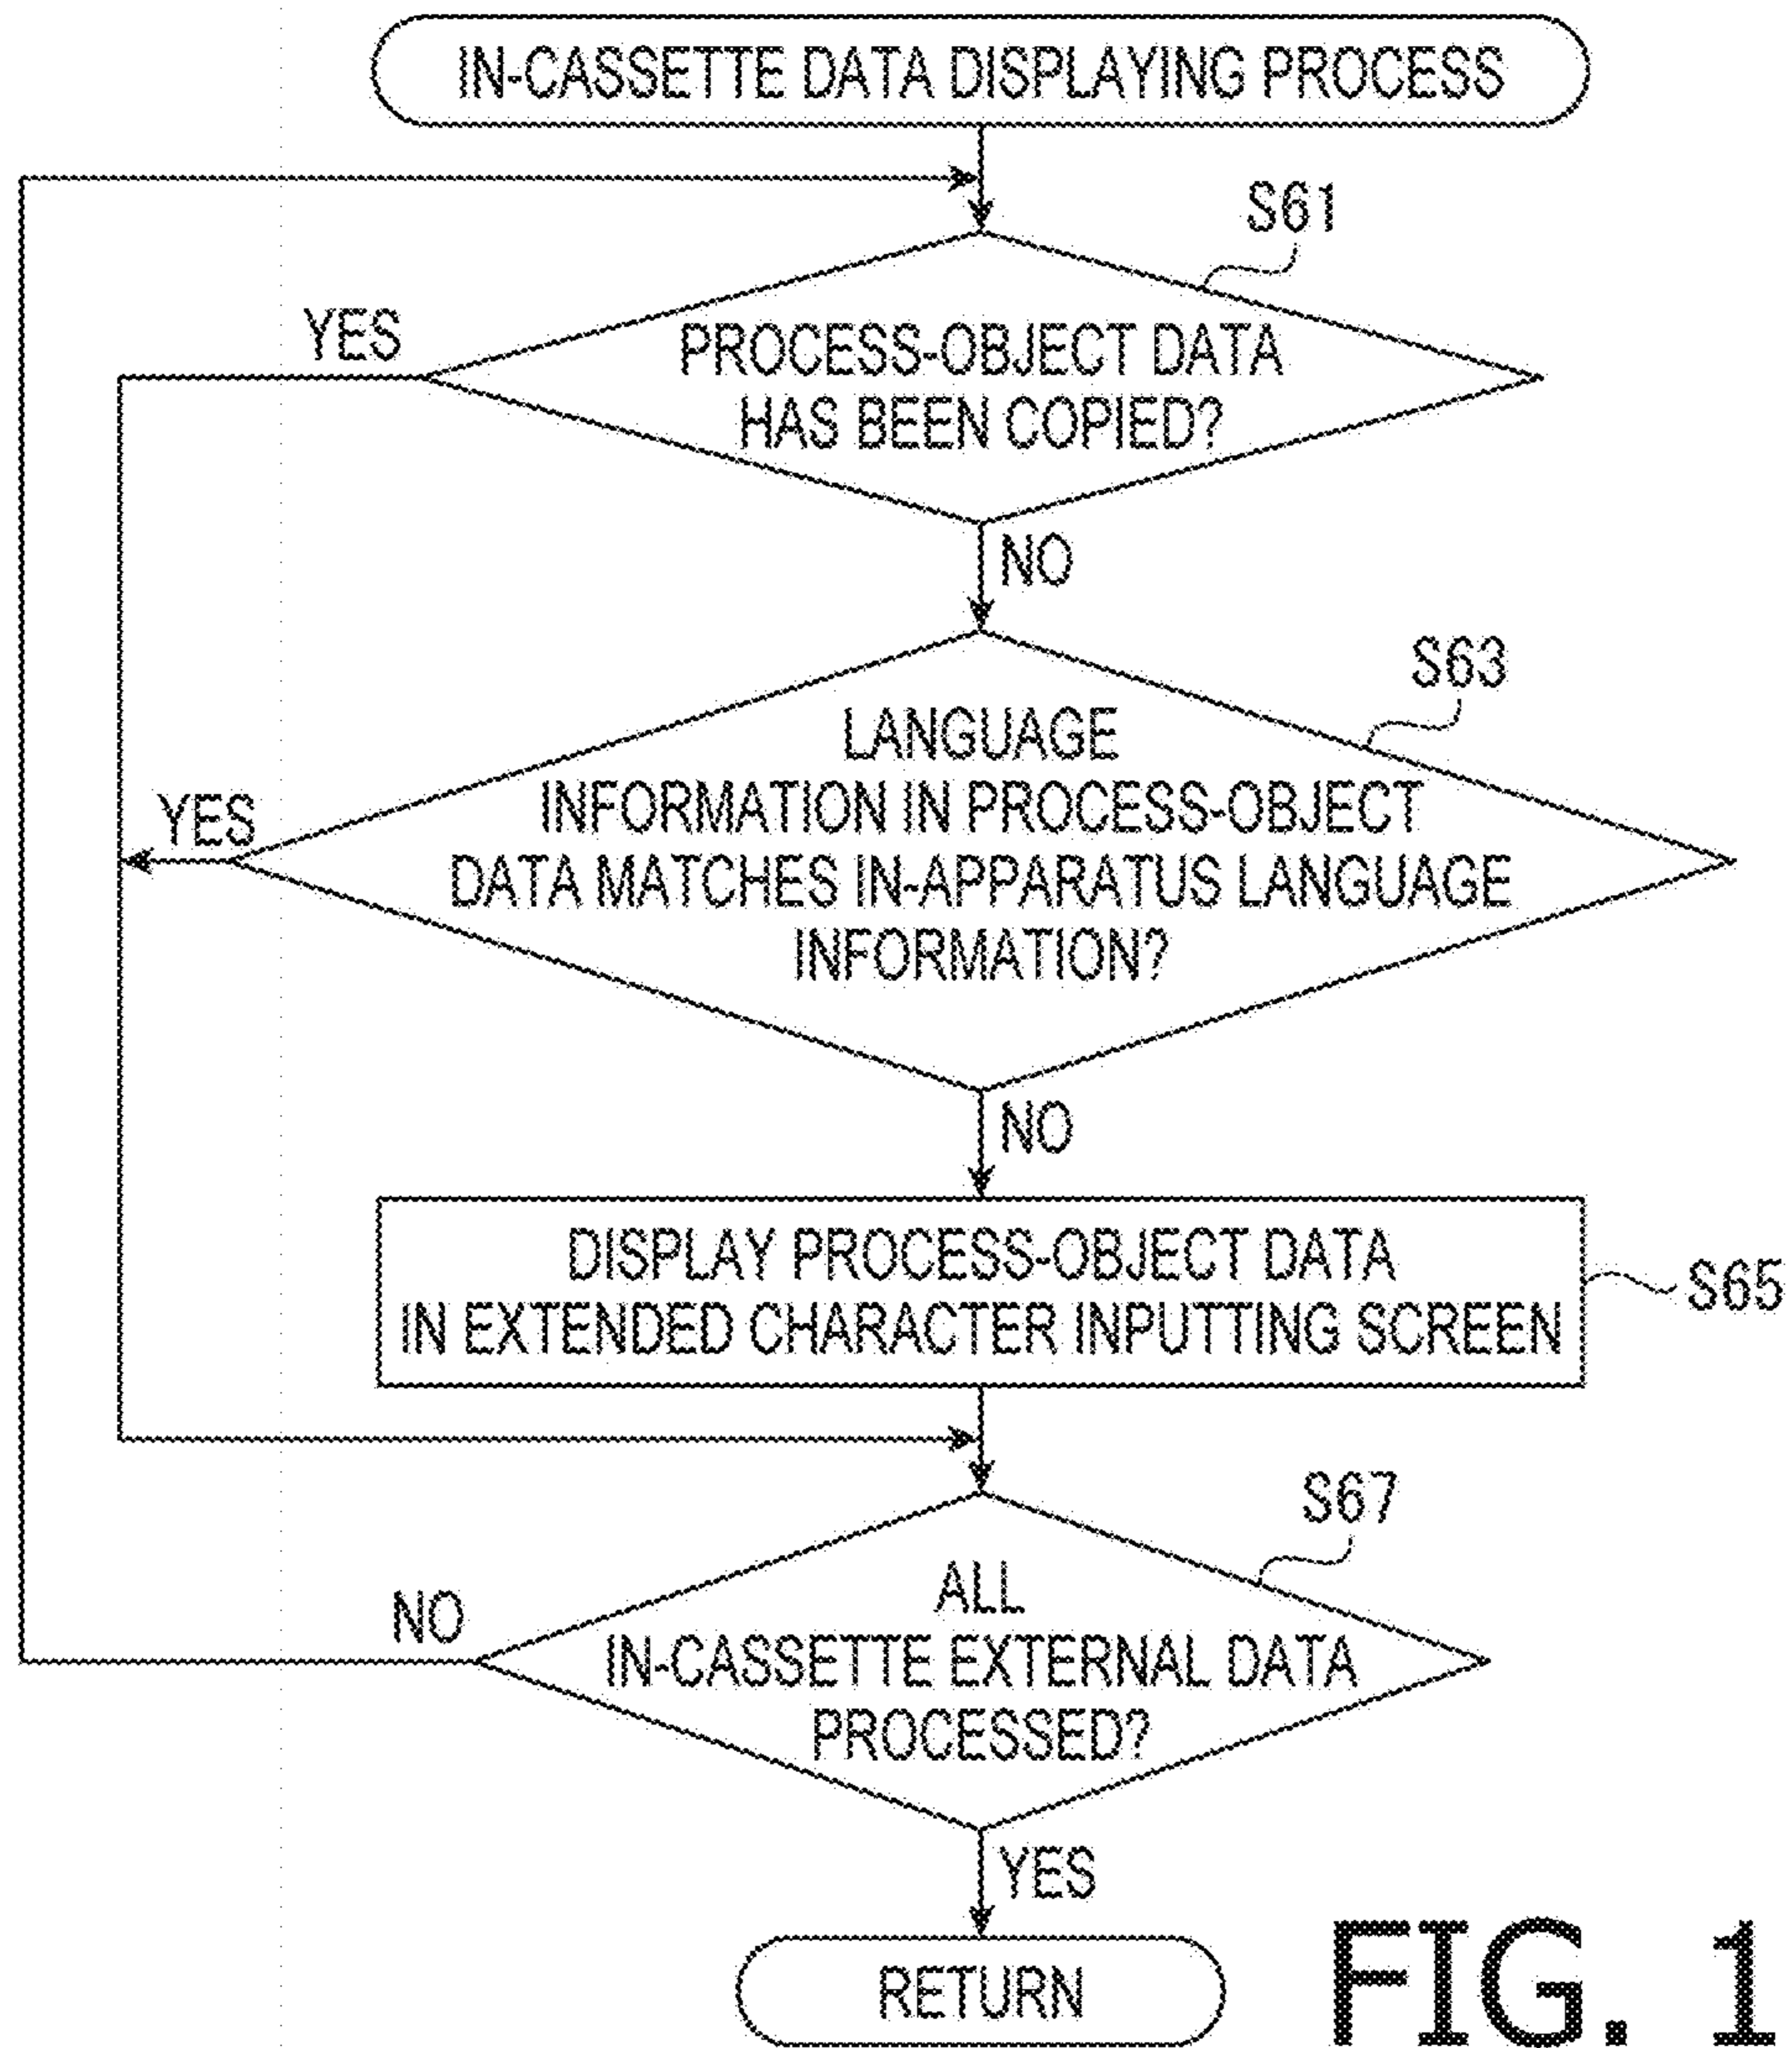 IN-CASSETTE DATA DISPLAYING PROCESS
S61
YES
PROCESS-OBJECT DATA
HAS BEEN COPIED?
NO
S63
LANGUAGE
INFORMATION IN PROCESS-OBJECT
DATA MATCHES IN-APPARATUS LANGUAGE
INFORMATION?
YES
NO
DISPLAY PROCESS-OBJECT DATA
IN EXTENDED CHARACTER INPUTTING SCREEN
S65
S67
ALL
IN-CASSETTE EXTERNAL DATA
PROCESSED?
NO
YES
RETURN
FIG. 1